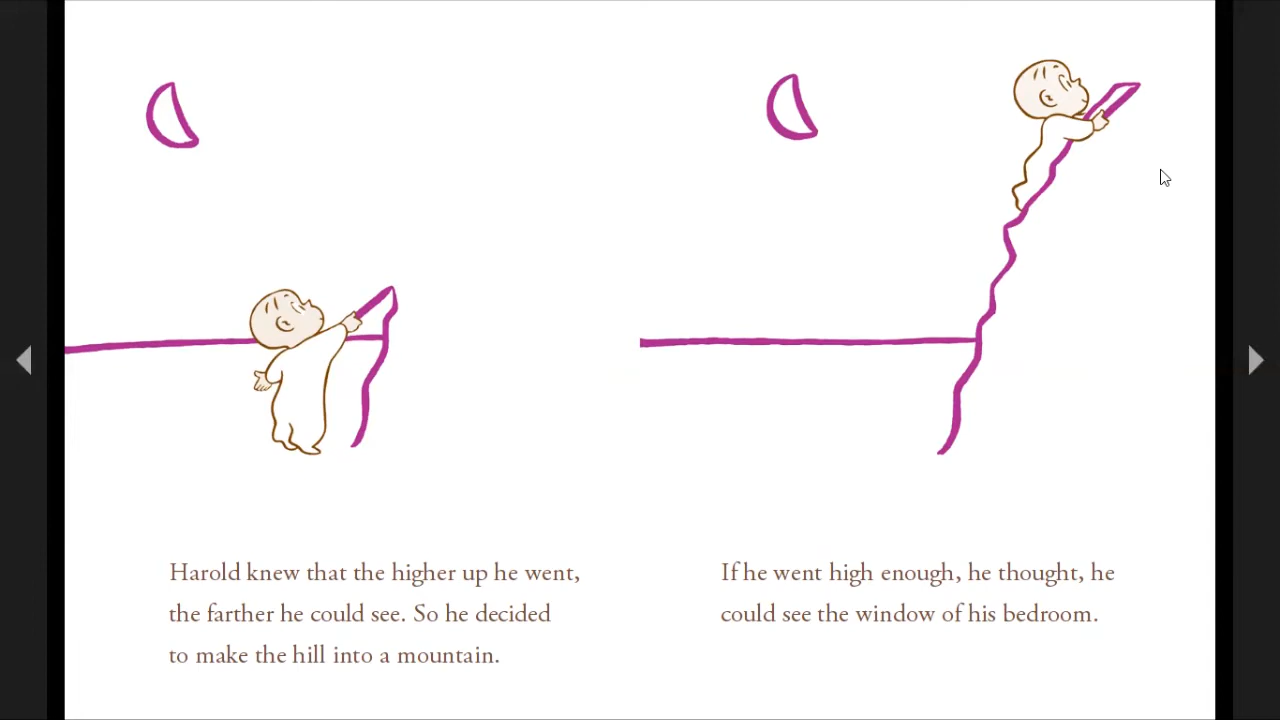 Harold knew that the higher up he went,
the farther he could see. So he decided
to make the hill into a mountain.
If he went high enough, he thought, he
could see the window of his bedroom.